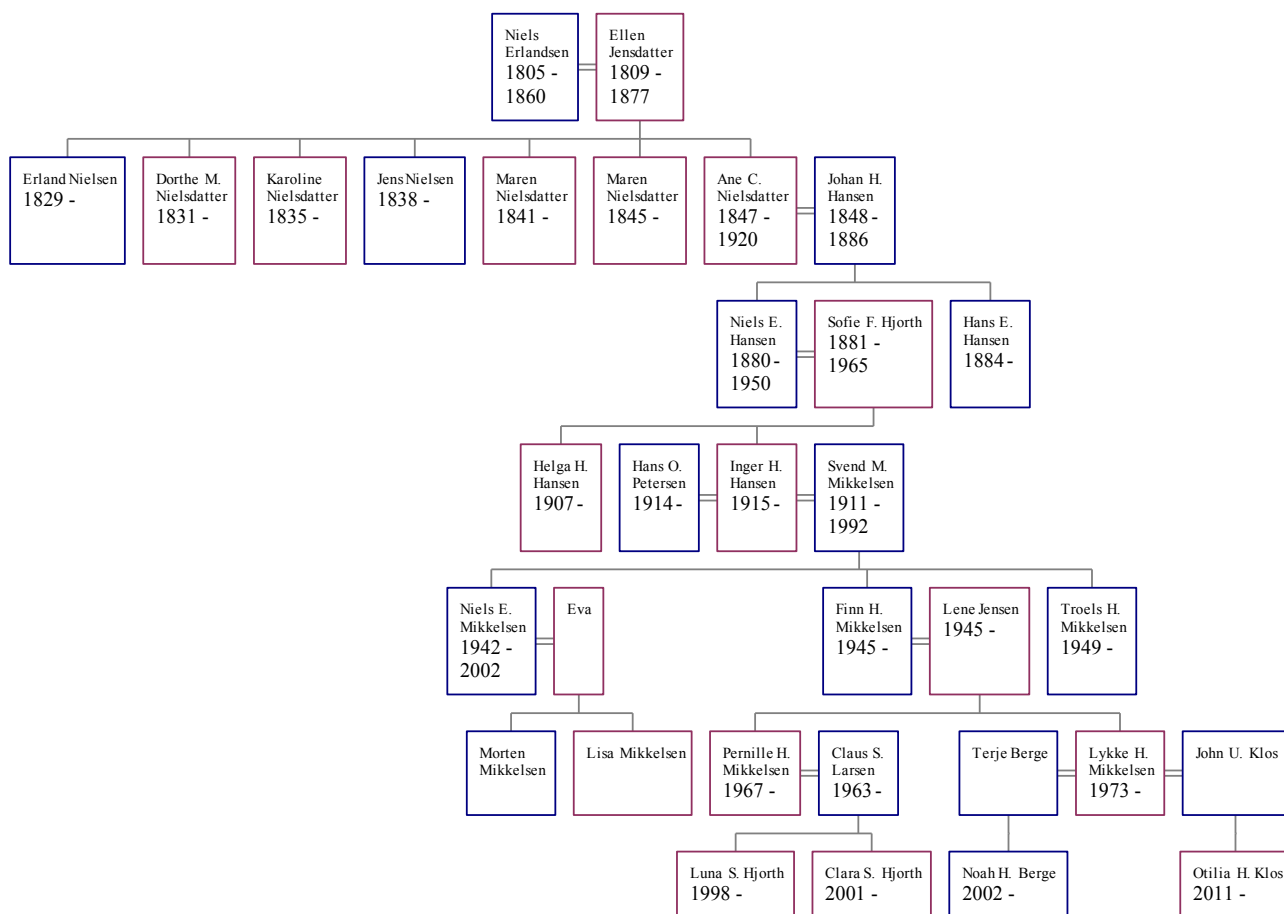 Niels
Erlandsen
1805 -
1860
Ellen
Jensdatter
1809 -
1877
Erland Nielsen
1829 -
Dorthe M.
Nielsdatter
1831 -
Karoline
Nielsdatter
1835 -
Jens Nielsen
1838 -
Maren
Nielsdatter
1841 -
Maren
Nielsdatter
1845 -
Ane C.
Nielsdatter
1847 -
1920
Johan H.
Hansen
1848 -
1886
Niels E.
Hansen
1880 -
1950
Sofie F. Hjorth
1881 -
1965
Hans E.
Hansen
1884 -
Helga H.
Hansen
1907 -
Hans O.
Petersen
1914 -
Inger H.
Hansen
1915 -
Svend M.
Mikkelsen
1911 -
1992
Niels E.
Mikkelsen
1942 -
2002
Eva
Finn H.
Mikkelsen
1945 -
Lene Jensen
1945 -
Troels H.
Mikkelsen
1949 -
Morten
Mikkelsen
Lisa Mikkelsen
Pernille H.
Mikkelsen
1967 -
Claus S.
Larsen
1963 -
Terje Berge
Lykke H.
Mikkelsen
1973 -
John U. Klos
Luna S. Hjorth
1998 -
Clara S. Hjorth
2001 -
Noah H. Berge
2002 -
Otilia H. Klos
2011 -